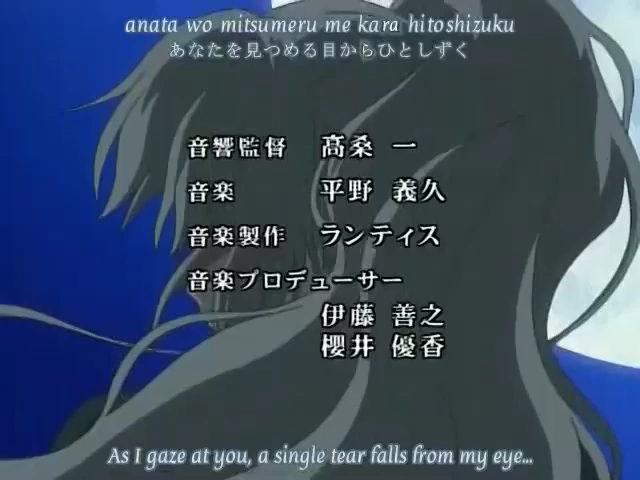 anata wo mitsumeru me kara hitoshizuku
あなたを見つめる目からひとしずく
音響監督 高桑 一
音楽 平野 義久
音楽製作 ランティス
音楽プロデューサー
伊藤 善之
櫻井 優香
As I gaze at you, a single tear falls from my eye...